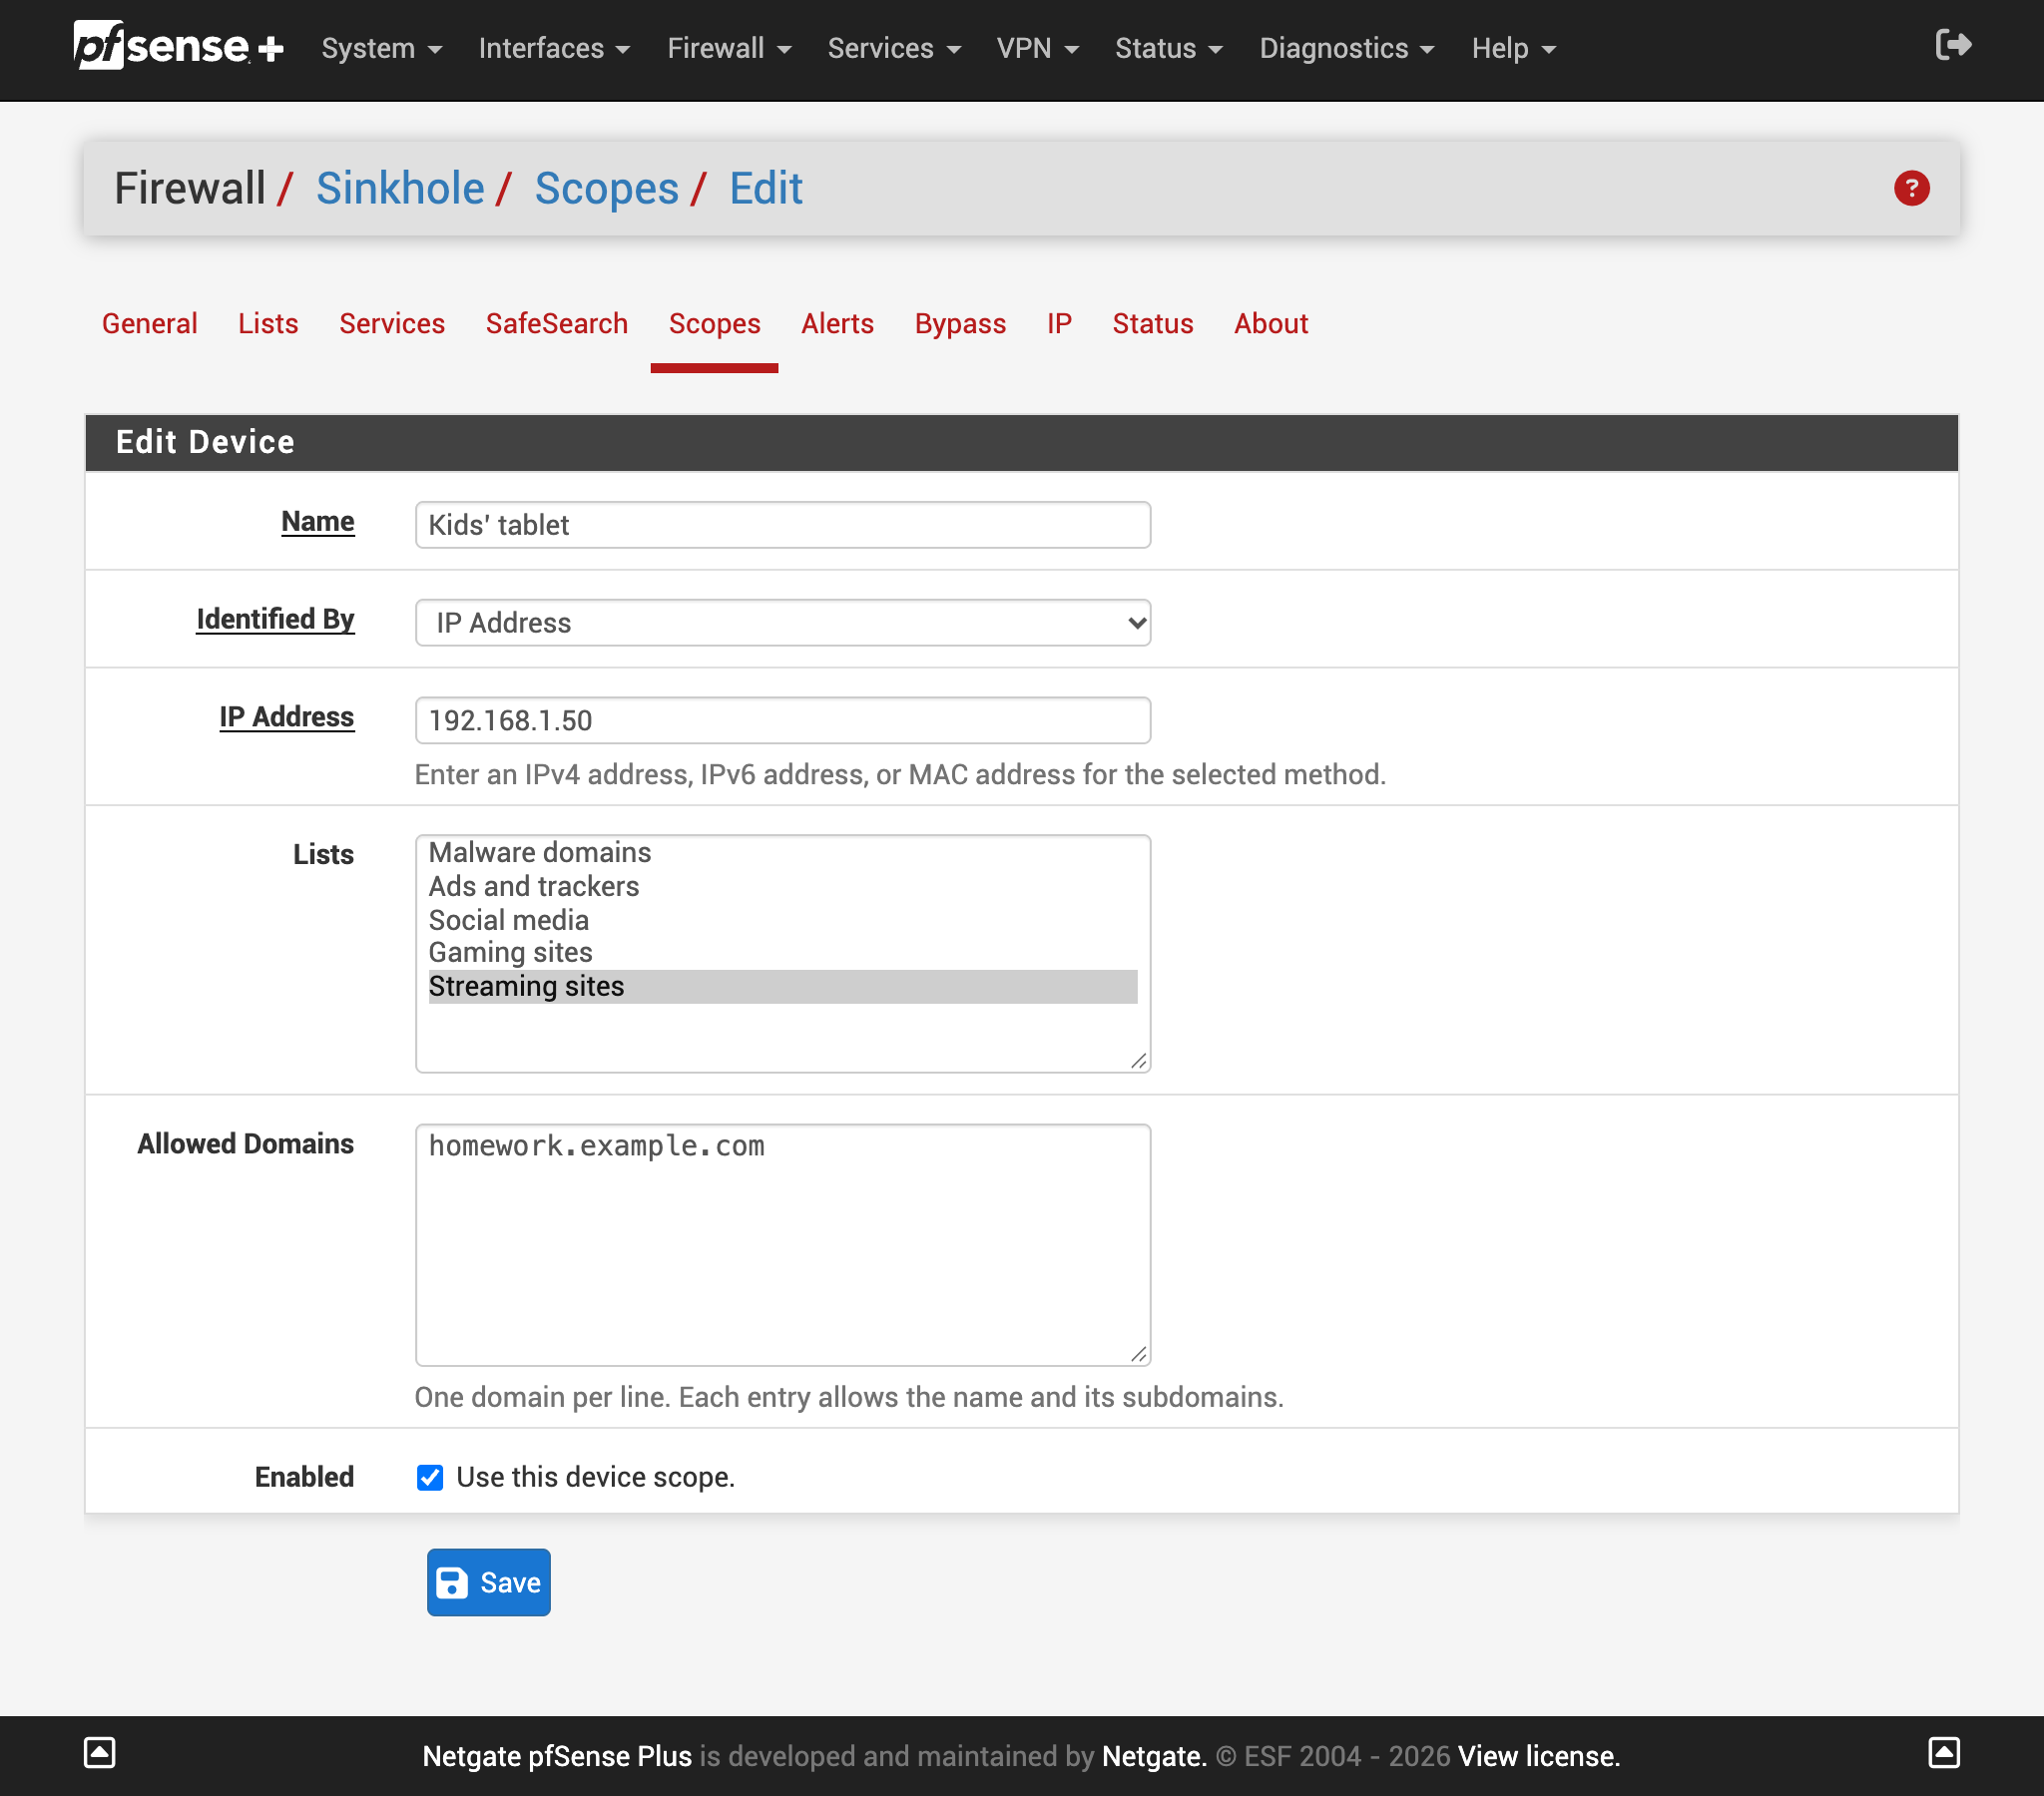 pfsense +
System Interfaces Firewall Services VPN Status Diagnostics Help
Firewall / Sinkhole / Scopes / Edit
?
General Lists Services SafeSearch Scopes Alerts Bypass IP Status About
Edit Device
Name
Kids' tablet
Identified By
IP Address
IP Address
192.168.1.50
Enter an IPv4 address, IPv6 address, or MAC address for the selected method.
Lists
Malware domains
Ads and trackers
Social media
Gaming sites
Streaming sites
Allowed Domains
homework.example.com
One domain per line. Each entry allows the name and its subdomains.
Enabled
Use this device scope.
Save
Netgate pfSense Plus is developed and maintained by Netgate. © ESF 2004 - 2026 View license.